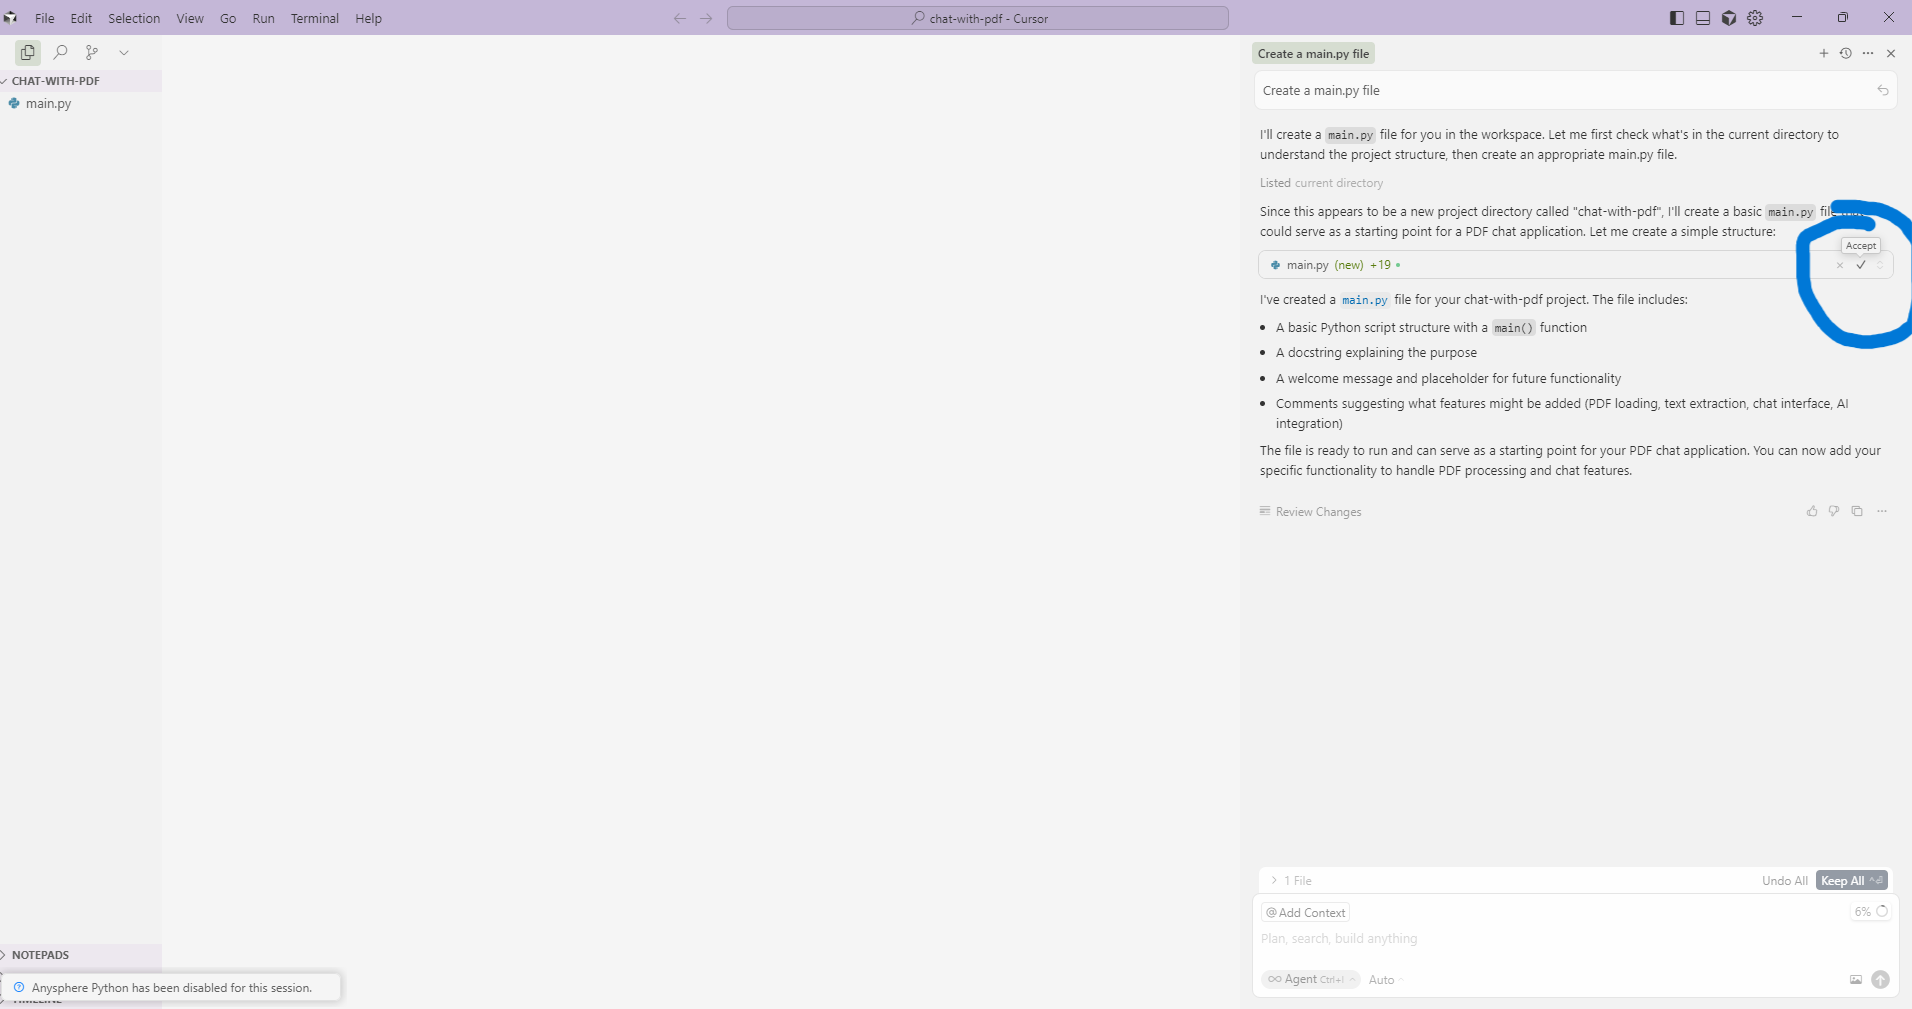 File Edit Selection View Go Run Terminal Help
chat-with-pdf - Cursor
CHAT-WITH-PDF
main.py
NOTEPADS
Anysphere Python has been disabled for this session.
TIMELINE
Create a main.py file
Create a main.py file
I'll create a main.py file for you in the workspace. Let me first check what's in the current directory to
understand the project structure, then create an appropriate main.py file.
Listed current directory
Since this appears to be a new project directory called "chat-with-pdf", I'll create a basic main.py file that
could serve as a starting point for a PDF chat application. Let me create a simple structure:
Accept
main.py (new) +19
I've created a main.py file for your chat-with-pdf project. The file includes:
• A basic Python script structure with a main() function
• A docstring explaining the purpose
• A welcome message and placeholder for future functionality
• Comments suggesting what features might be added (PDF loading, text extraction, chat interface, AI
integration)
The file is ready to run and can serve as a starting point for your PDF chat application. You can now add your
specific functionality to handle PDF processing and chat features.
Review Changes
1 File
Undo All Keep All
@ Add Context
6%
Plan, search, build anything
Agent Ctrl+I Auto